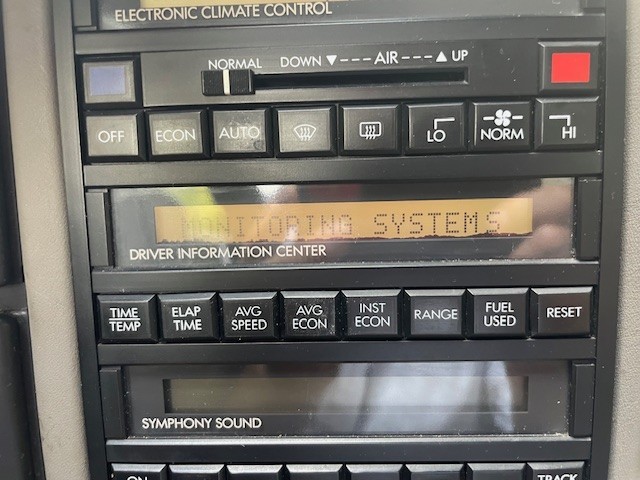 ELECTRONIC CLIMATE CONTROL
NORMAL DOWN ▼ --- AIR --- ▲ UP
OFF ECON AUTO LO NORM HI
MONITORING SYSTEMS
DRIVER INFORMATION CENTER
TIME TEMP ELAP TIME AVG SPEED AVG ECON INST ECON RANGE FUEL USED RESET
SYMPHONY SOUND
ON TRACK